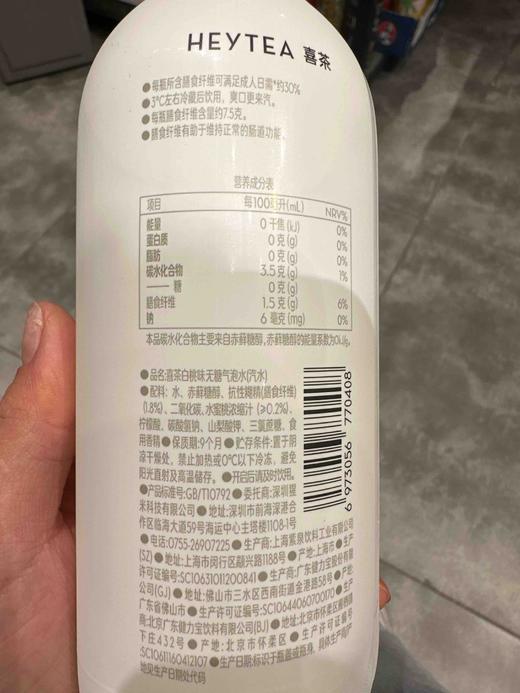 HEYTEA 喜茶
●每瓶所含膳食纤维可满足成人日需*约30%
●3°C左右冷藏后饮用，爽口更来汽。
●每瓶膳食纤维含量约7.5克。
●膳食纤维有助于维持正常的肠道功能。
营养成分表
项目 每100毫升(mL) NRV%
能量 0 千焦(kJ) 0%
蛋白质 0 克(g) 0%
脂肪 0 克(g) 0%
碳水化合物 3.5 克(g) 1%
—— 糖 0 克(g)
膳食纤维 1.5 克(g) 6%
钠 6 毫克(mg) 0%
本品碳水化合物主要来自赤藓糖醇，赤藓糖醇的能量系数为0kJ/g。
●品名:喜茶白桃味无糖气泡水(汽水)
●配料: 水、赤藓糖醇、抗性糊精(膳食纤维)
(1.8%)、二氧化碳、水蜜桃浓缩汁 (≥0.2%)、
柠檬酸、碳酸氢钠、山梨酸钾、三氯蔗糖、食
用香精 ●保质期:9个月 ●贮存条件:置于阴
凉干燥处，禁止加热或0°C以下冷冻，避免
阳光直射及高温储存。 ●开启后请及时饮用。
●产品标准号:GB/T10792 ●委托商:深圳猩
米科技有限公司 ●地址:深圳市前海深港合
作区临海大道59号海运中心主塔楼1108-1号
●电话:0755-26907225 ●生产商:上海紫泉饮料工业有限公司
(SZ) ●地址:上海市闵行区颛兴路1188号 ●产地:上海市 ●生产
许可证编号:SC10631011200841 ●生产商:广东健力宝股份有限
公司(GJ) ●地址:佛山市三水区西南街道金港路58号 ●产地:
广东省佛山市 ●生产许可证编号:SC10644060700170 ●生产
商:北京广东健力宝饮料有限公司(BJ) ●地址:北京市怀柔区
下庄432号 ●产地:北京市怀柔区 ●生产许可证编号
:SC10611160412107 ●生产日期:标识于瓶盖或瓶身，具体生产商产
地见生产日期处代码
6 973056 770408